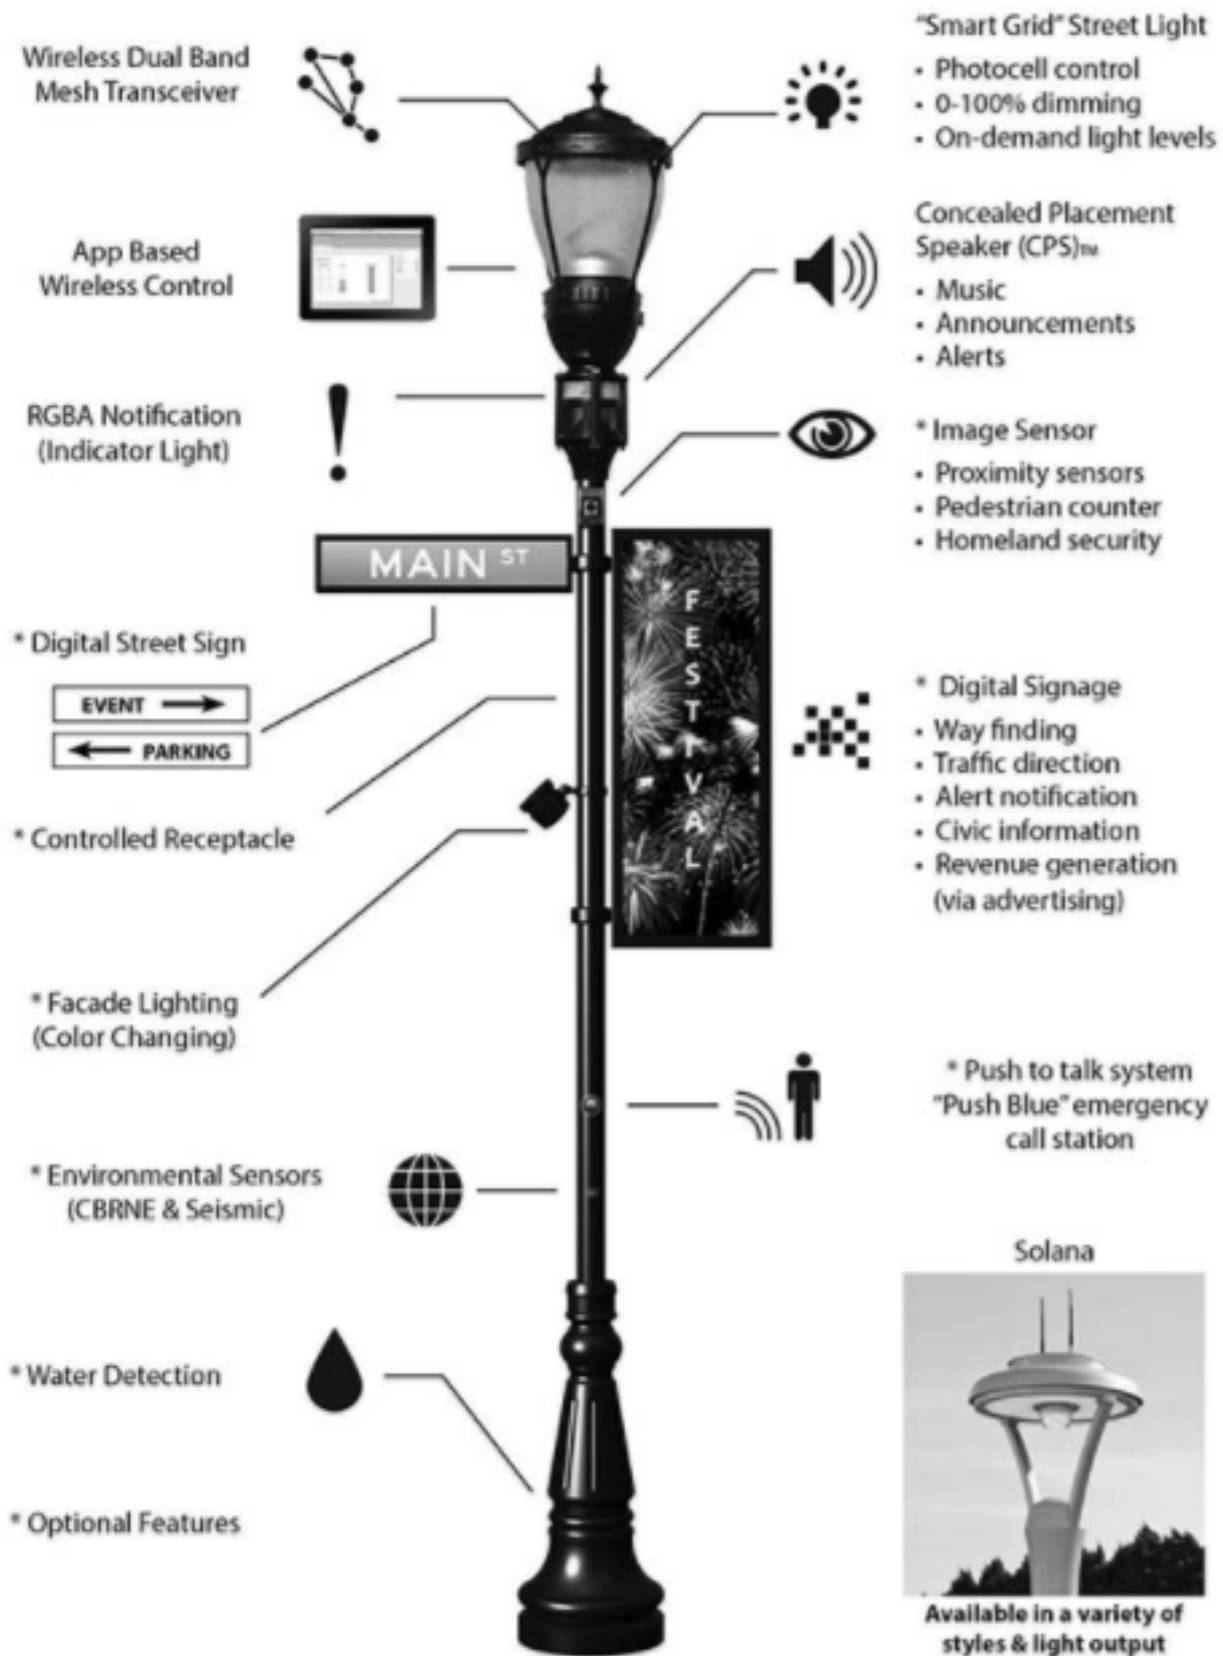 Wireless Dual Band
Mesh Transceiver
"Smart Grid" Street Light
• Photocell control
• 0-100% dimming
• On-demand light levels
App Based
Wireless Control
Concealed Placement
Speaker (CPS)TM
• Music
• Announcements
• Alerts
RGBA Notification
(Indicator Light)
* Image Sensor
• Proximity sensors
• Pedestrian counter
• Homeland security
MAIN ST
FESTIVAL
* Digital Street Sign
EVENT →
← PARKING
* Digital Signage
• Way finding
• Traffic direction
• Alert notification
• Civic information
• Revenue generation
(via advertising)
* Controlled Receptacle
* Facade Lighting
(Color Changing)
* Push to talk system
"Push Blue" emergency
call station
* Environmental Sensors
(CBRNE & Seismic)
Solana
* Water Detection
* Optional Features
Available in a variety of
styles & light output